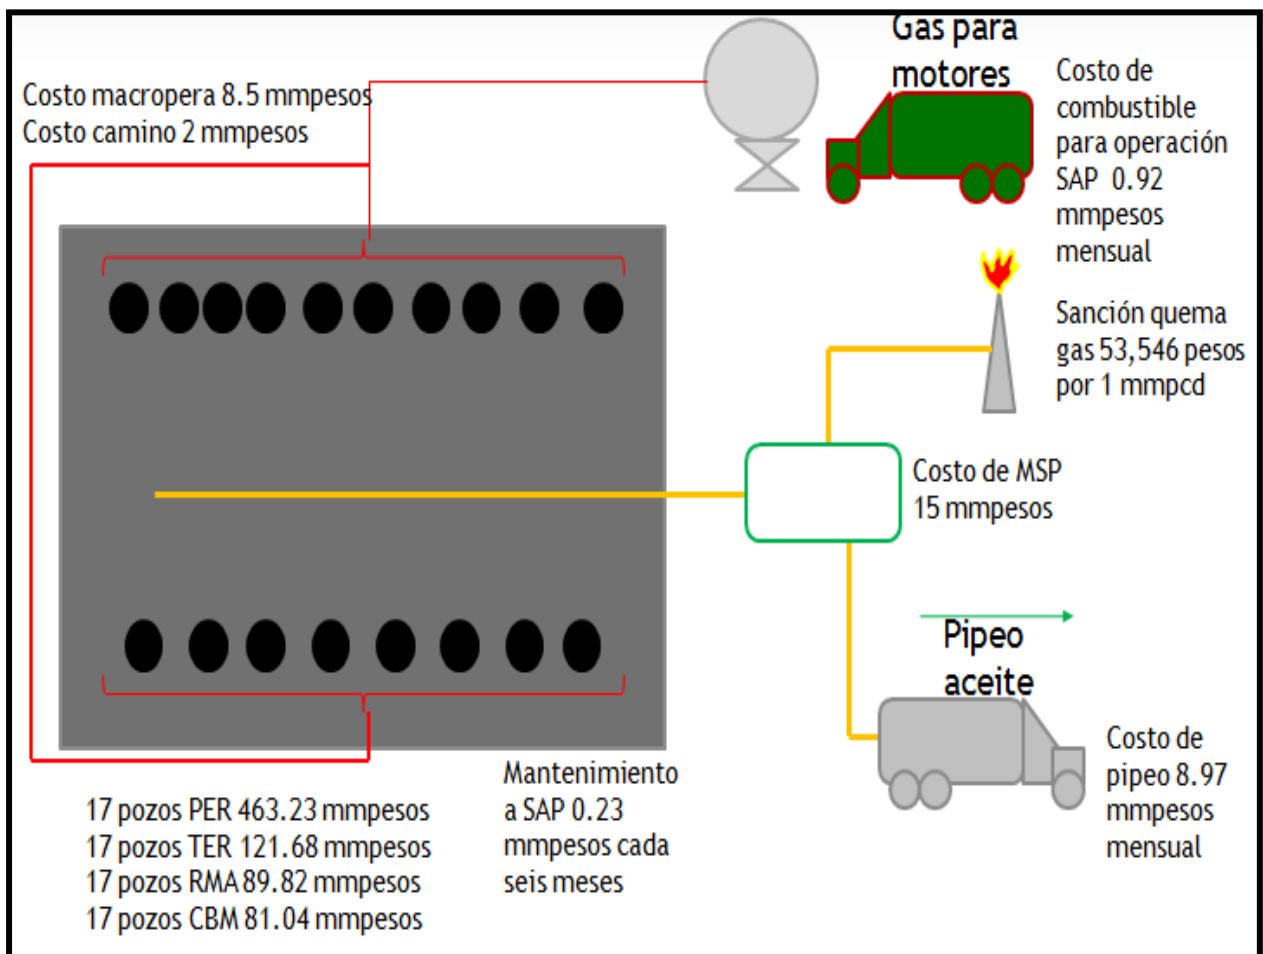 Gas para
motores
Costo macropera 8.5 mmpesos
Costo camino 2 mmpesos
Costo de
combustible
para operación
SAP 0.92
mmpesos
mensual
Sanción quema
gas 53,546 pesos
por 1 mmpcd
Costo de MSP
15 mmpesos
Pipeo
aceite
Costo de
pipeo 8.97
mmpesos
mensual
Mantenimiento
a SAP 0.23
mmpesos cada
seis meses
17 pozos PER 463.23 mmpesos
17 pozos TER 121.68 mmpesos
17 pozos RMA 89.82 mmpesos
17 pozos CBM 81.04 mmpesos